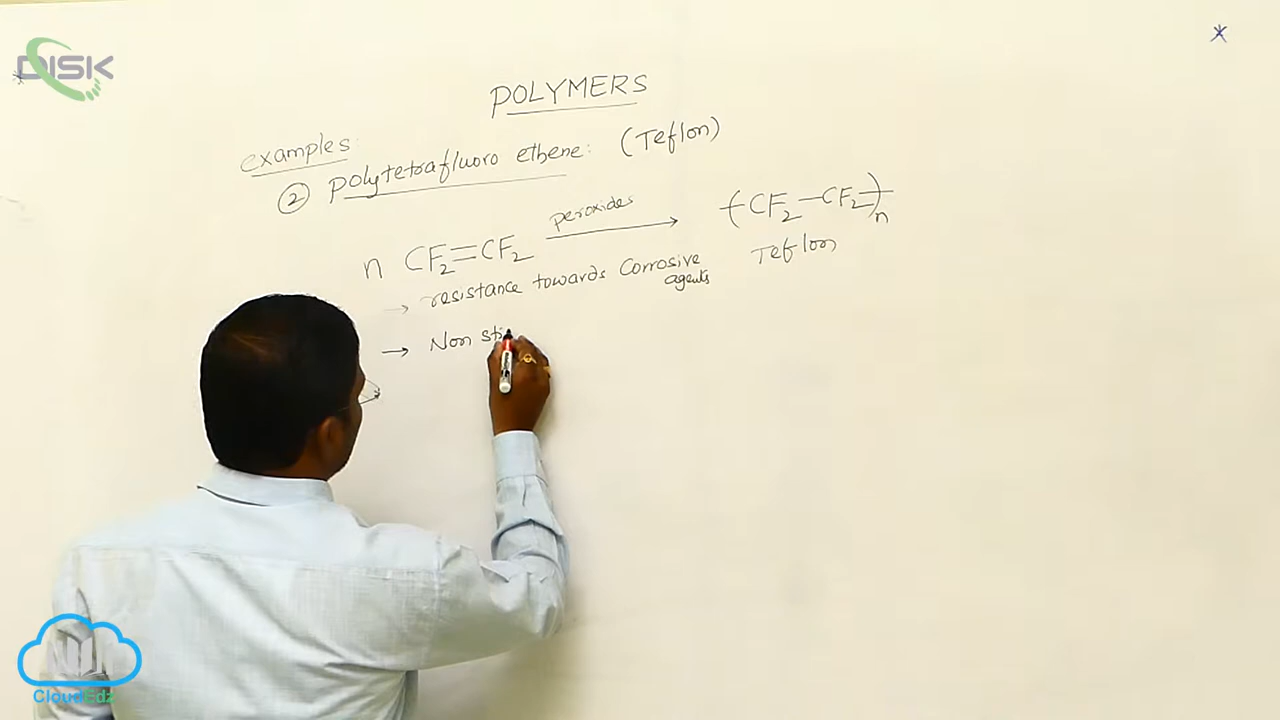 DISK
POLYMERS
examples:
② polytetrafluoro ethene: (Teflon)
n CF₂=CF₂ peroxides → (CF₂—CF₂)n
Teflon
→ resistance towards Corrosive agents
→ Non sti
CloudEdz